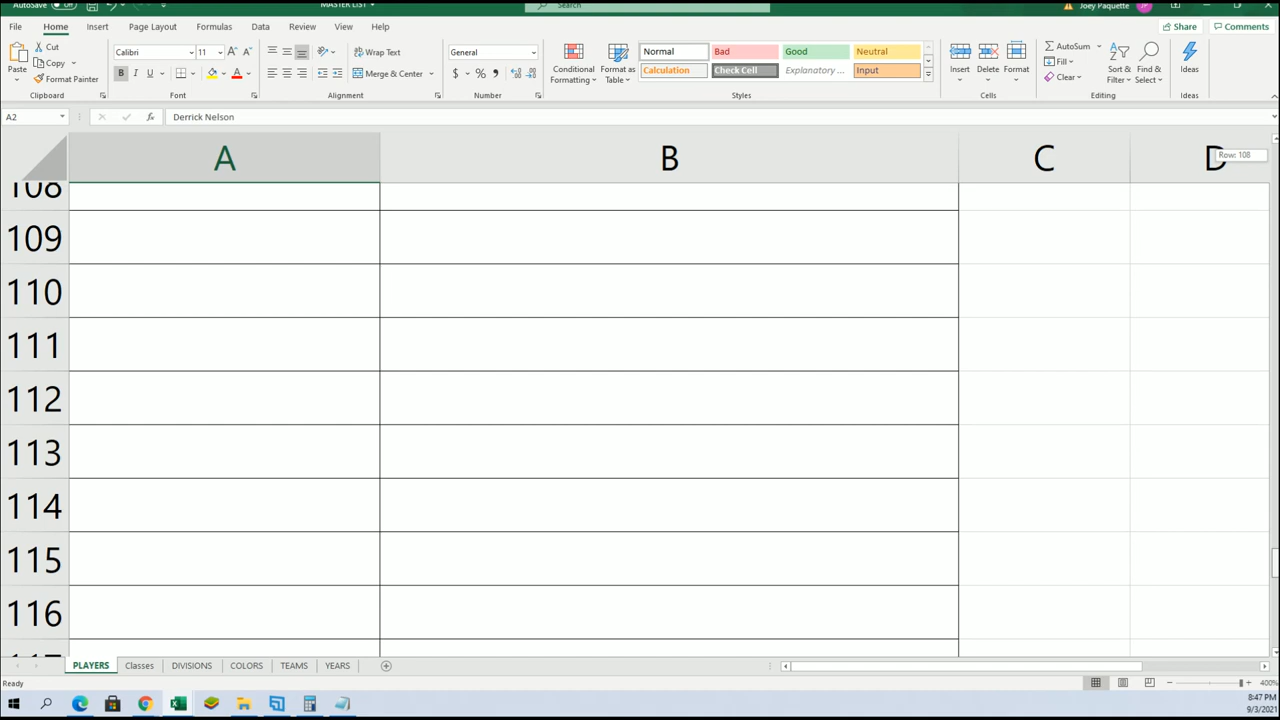 AutoSave Off MASTER LIST Search Joey Paquette JP
File Home Insert Page Layout Formulas Data Review View Help Share Comments
Paste Cut Copy Format Painter Clipboard
Calibri 11 A A B I U A Font
Wrap Text Merge & Center Alignment
General $ % , Number
Conditional Formatting Format as Table
Normal Bad Good Neutral
Calculation Check Cell Explanatory ... Input
Styles
Insert Delete Format Cells
AutoSum Fill Clear Sort & Filter Find & Select Editing
Ideas Ideas
A2 fx Derrick Nelson
A B C D
Row: 108
108
109
110
111
112
113
114
115
116
PLAYERS Classes DIVISIONS COLORS TEAMS YEARS
Ready 400%
8:47 PM
9/3/2021